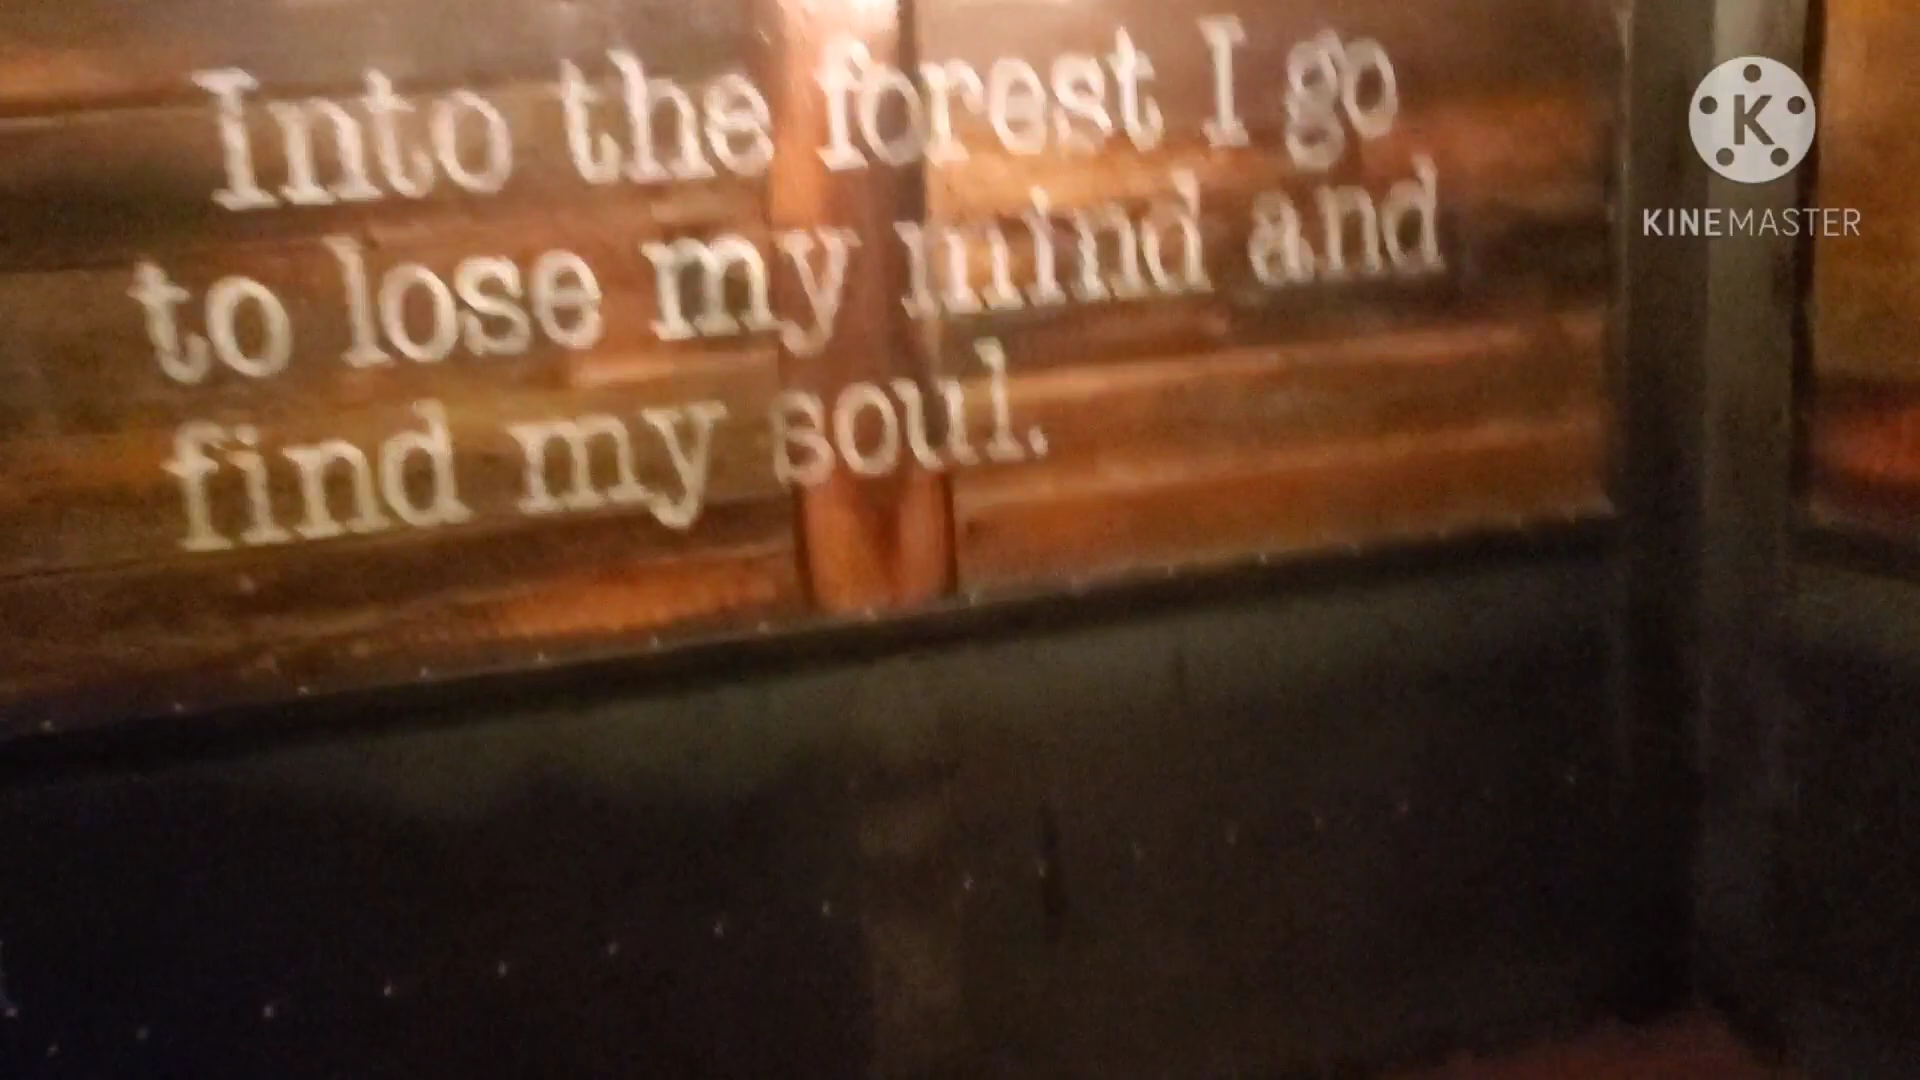 Into the forest I go
to lose my mind and
find my soul.
K
KINEMASTER